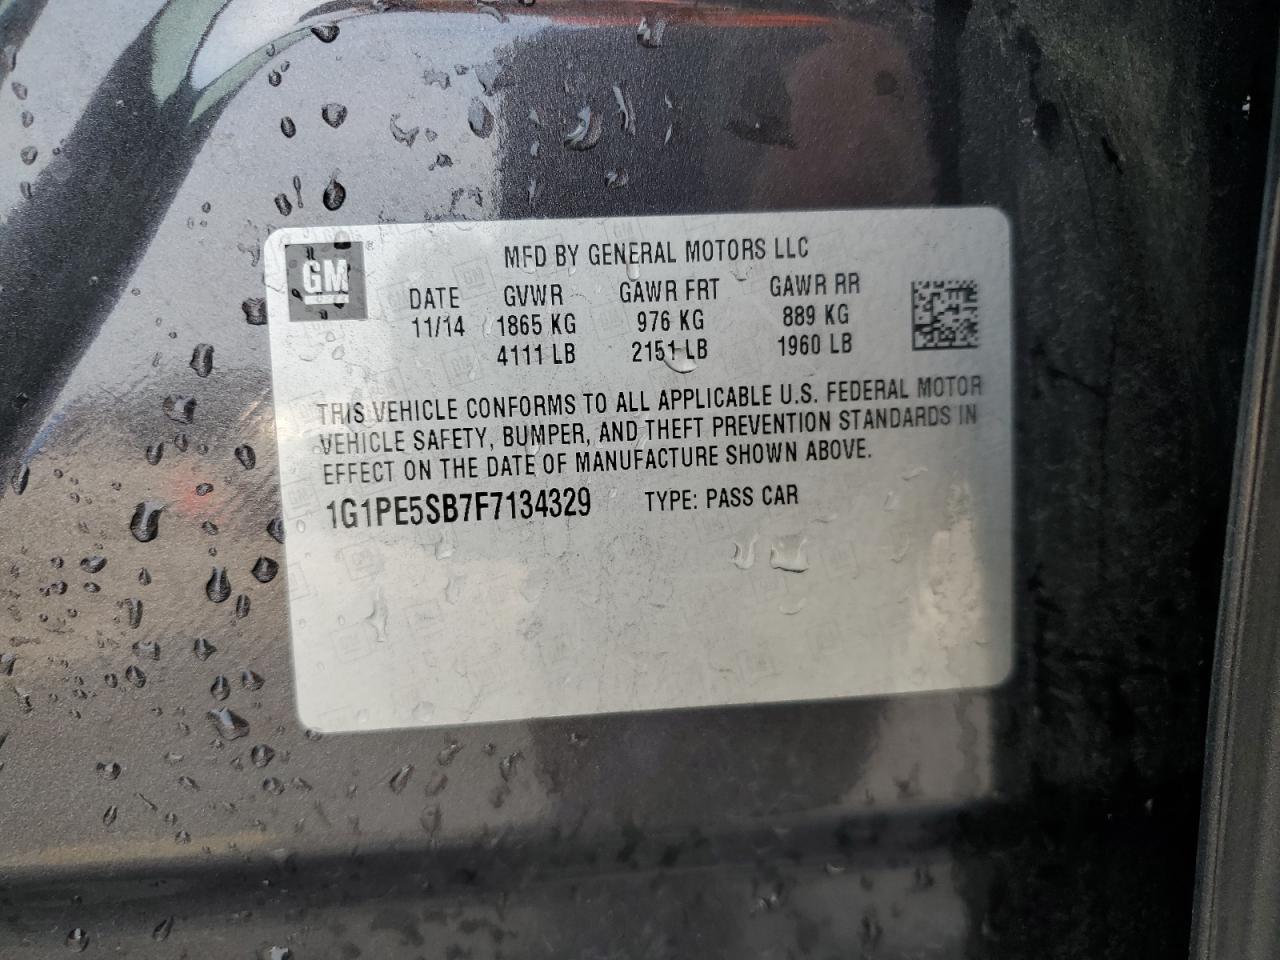 GM
MFD BY GENERAL MOTORS LLC
DATE GVWR GAWR FRT GAWR RR
11/14 1865 KG 976 KG 889 KG
4111 LB 2151 LB 1960 LB
THIS VEHICLE CONFORMS TO ALL APPLICABLE U.S. FEDERAL MOTOR
VEHICLE SAFETY, BUMPER, AND THEFT PREVENTION STANDARDS IN
EFFECT ON THE DATE OF MANUFACTURE SHOWN ABOVE.
1G1PE5SB7F7134329 TYPE: PASS CAR